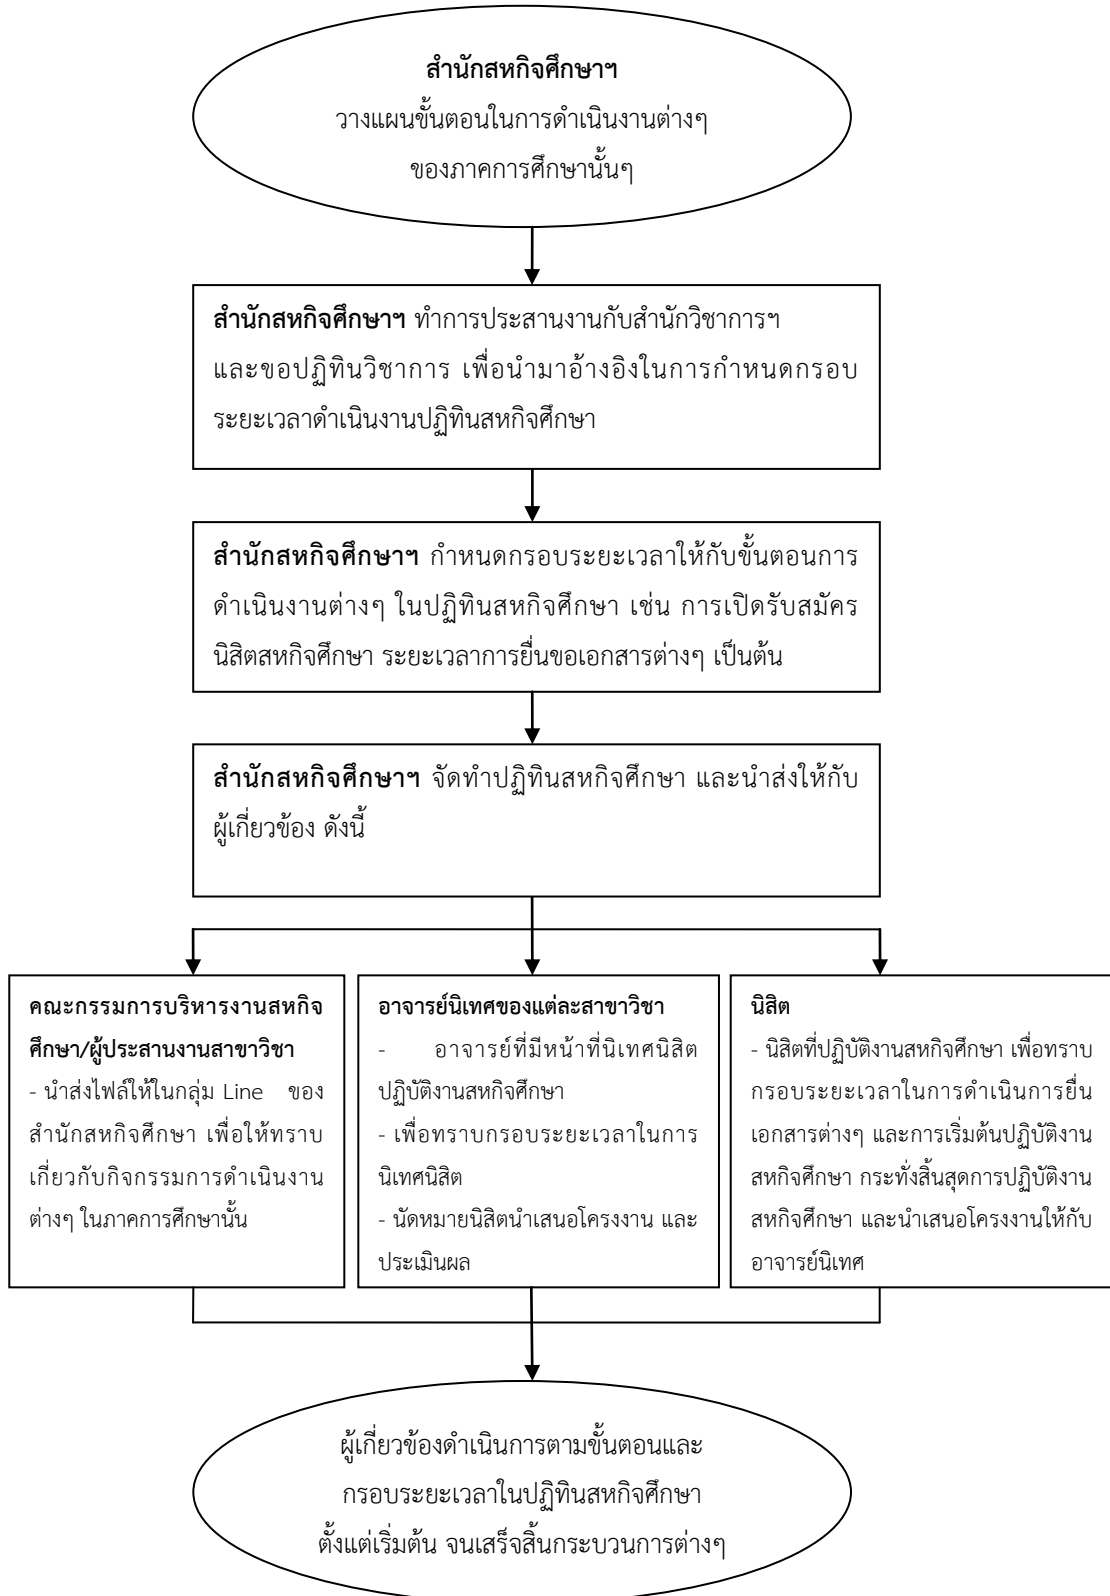 สำนักสหกิจศึกษาฯ
วางแผนขั้นตอนในการดำเนินงานต่างๆ
ของภาคการศึกษานั้นๆ
สำนักสหกิจศึกษาฯ ทำการประสานงานกับสำนักวิชาการฯ
และขอปฏิทินวิชาการ เพื่อนำมาอ้างอิงในการกำหนดกรอบ
ระยะเวลาดำเนินงานปฏิทินสหกิจศึกษา
สำนักสหกิจศึกษาฯ กำหนดกรอบระยะเวลาให้กับขั้นตอนการ
ดำเนินงานต่างๆ ในปฏิทินสหกิจศึกษา เช่น การเปิดรับสมัคร
นิสิตสหกิจศึกษา ระยะเวลาการยื่นขอเอกสารต่างๆ เป็นต้น
สำนักสหกิจศึกษาฯ จัดทำปฏิทินสหกิจศึกษา และนำส่งให้กับ
ผู้เกี่ยวข้อง ดังนี้
คณะกรรมการบริหารงานสหกิจ
ศึกษา/ผู้ประสานงานสาขาวิชา
- นำส่งไฟล์ให้ในกลุ่ม Line ของ
สำนักสหกิจศึกษา เพื่อให้ทราบ
เกี่ยวกับกิจกรรมการดำเนินงาน
ต่างๆ ในภาคการศึกษานั้น
อาจารย์นิเทศของแต่ละสาขาวิชา
- อาจารย์ที่มีหน้าที่นิเทศนิสิต
ปฏิบัติงานสหกิจศึกษา
- เพื่อทราบกรอบระยะเวลาในการ
นิเทศนิสิต
- นัดหมายนิสิตนำเสนอโครงงาน และ
ประเมินผล
นิสิต
- นิสิตที่ปฏิบัติงานสหกิจศึกษา เพื่อทราบ
กรอบระยะเวลาในการดำเนินการยื่น
เอกสารต่างๆ และการเริ่มต้นปฏิบัติงาน
สหกิจศึกษา กระทั่งสิ้นสุดการปฏิบัติงาน
สหกิจศึกษา และนำเสนอโครงงานให้กับ
อาจารย์นิเทศ
ผู้เกี่ยวข้องดำเนินการตามขั้นตอนและ
กรอบระยะเวลาในปฏิทินสหกิจศึกษา
ตั้งแต่เริ่มต้น จนเสร็จสิ้นกระบวนการต่างๆ